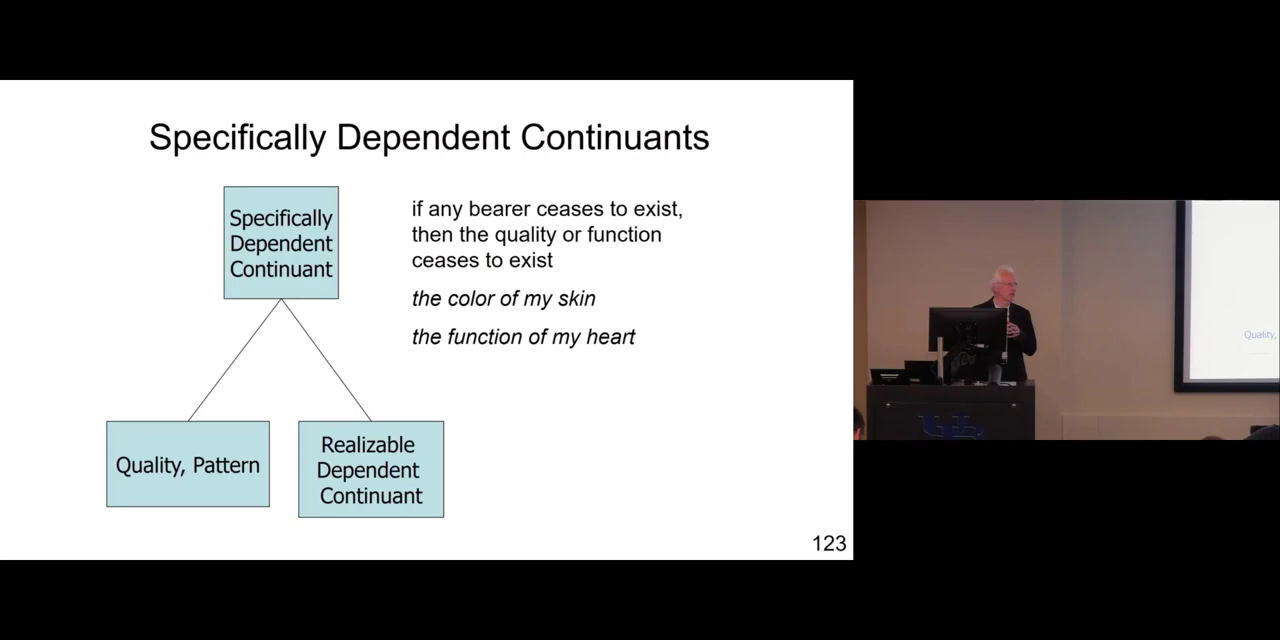 Specifically Dependent Continuants
Specifically
Dependent
Continuant
if any bearer ceases to exist,
then the quality or function
ceases to exist
the color of my skin
the function of my heart
Quality, Pattern
Realizable
Dependent
Continuant
123
Quality,